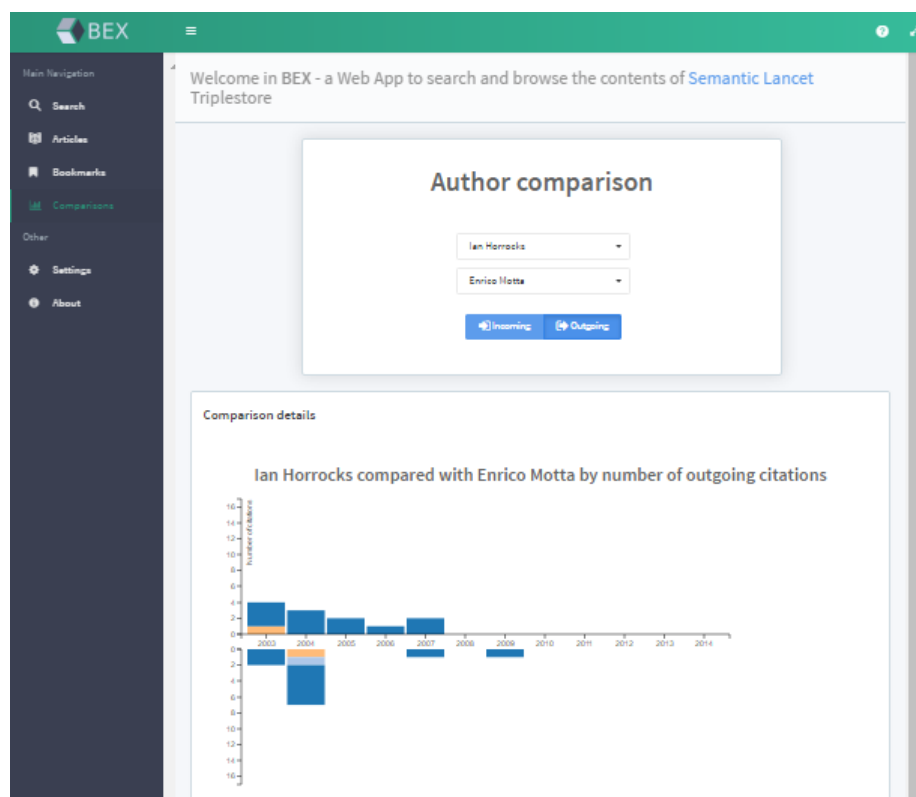 BEX
Main Navigation
Search
Articles
Bookmarks
Comparisons
Other
Settings
About
Welcome in BEX - a Web App to search and browse the contents of Semantic Lancet
Triplestore
Author comparison
Ian Horrocks
Enrico Motta
Incoming Outgoing
Comparison details
Ian Horrocks compared with Enrico Motta by number of outgoing citations
Number of citations
16
14
12
10
8
6
4
2
0
2003 2004 2005 2006 2007 2008 2009 2010 2011 2012 2013 2014
0
2
4
6
8
10
12
14
16